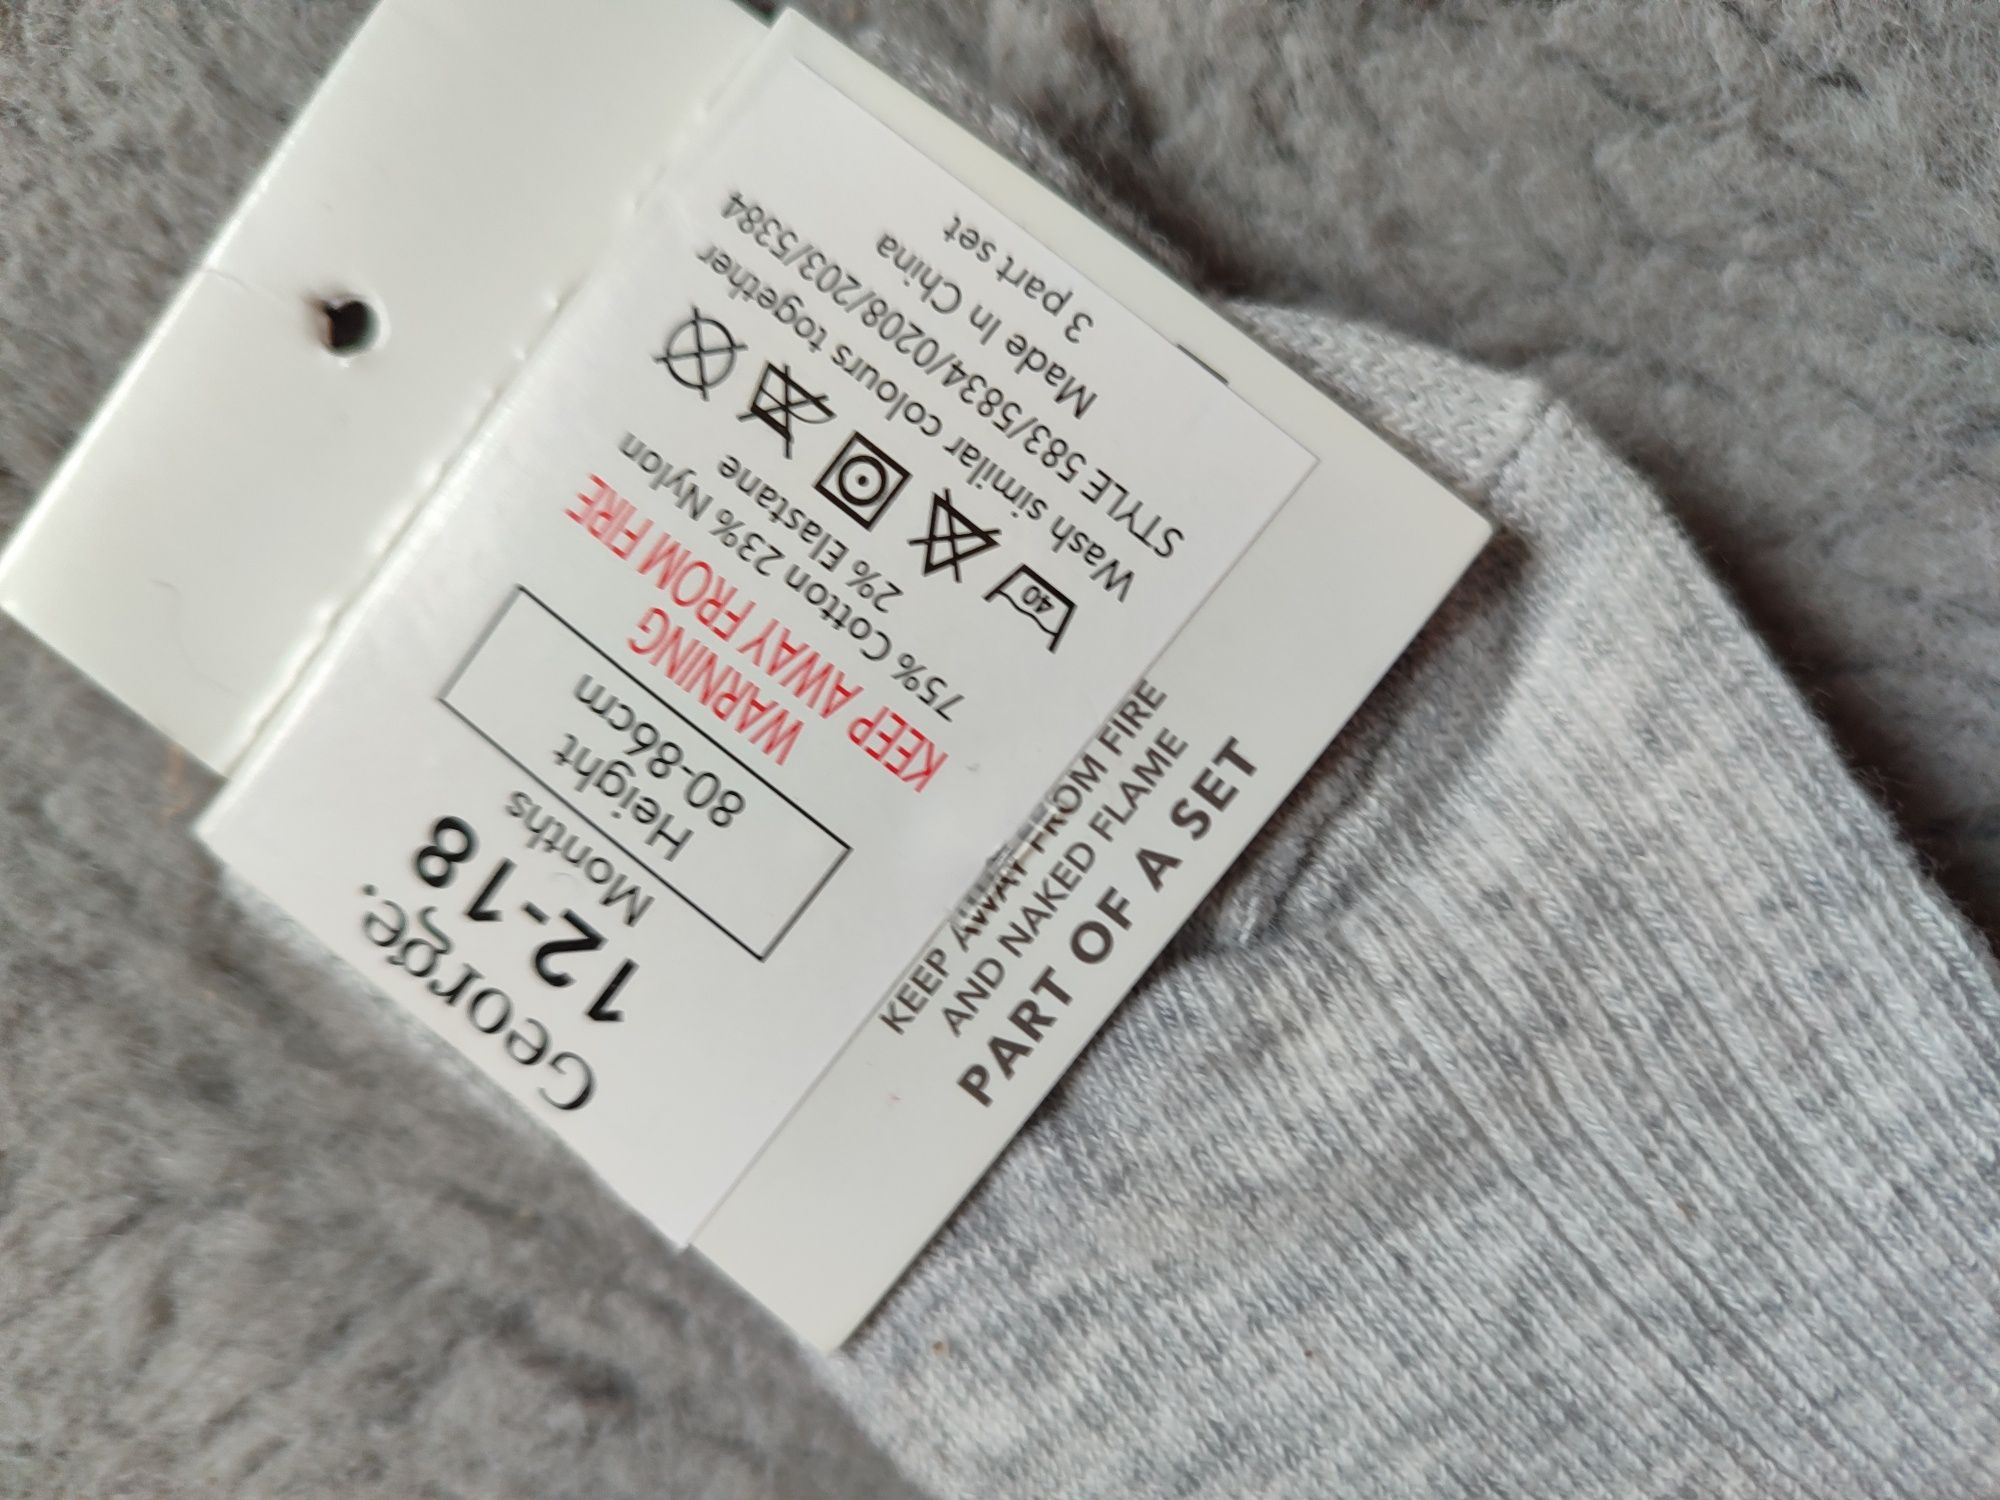 George.
12-18
Months
Height
80-86cm
WARNING
KEEP AWAY FROM FIRE
75% Cotton 23% Nylon
2% Elastane
40
Wash similar colours together
STYLE 583/5834/0208/203/5384
Made In China
3 part set
KEEP AWAY FROM FIRE
AND NAKED FLAME
PART OF A SET